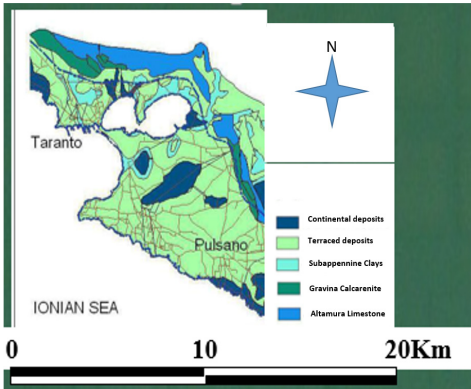 N
Taranto
Pulsano
IONIAN SEA
Continental deposits
Terraced deposits
Subappennine Clays
Gravina Calcarenite
Altamura Limestone
0 10 20Km